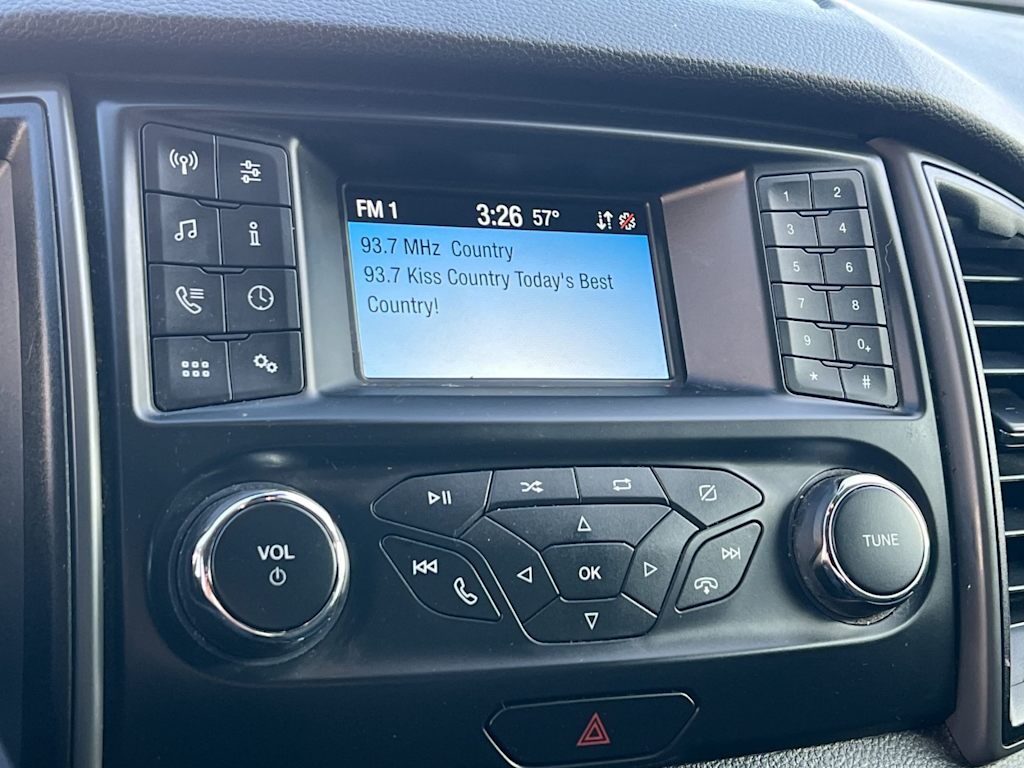 FM 1 3:26 57°
93.7 MHz Country
93.7 Kiss Country Today's Best
Country!
1 2
3 4
5 6
7 8
9 0+
* #
VOL
OK
TUNE